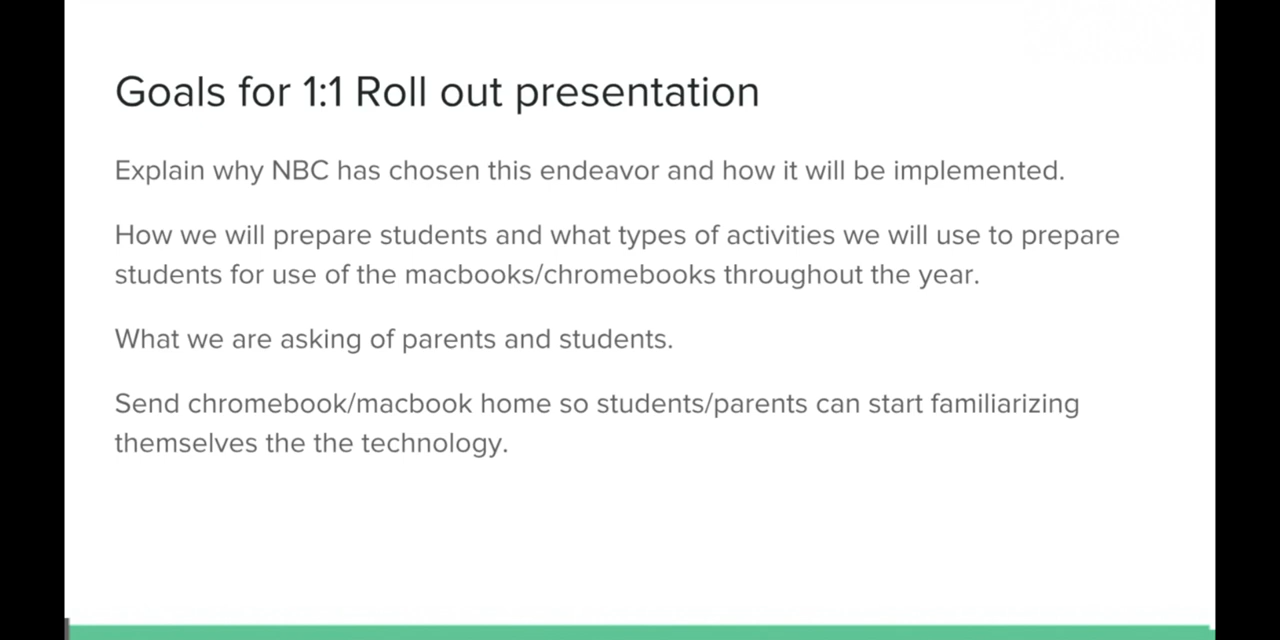 Goals for 1:1 Roll out presentation
Explain why NBC has chosen this endeavor and how it will be implemented.
How we will prepare students and what types of activities we will use to prepare
students for use of the macbooks/chromebooks throughout the year.
What we are asking of parents and students.
Send chromebook/macbook home so students/parents can start familiarizing
themselves the the technology.